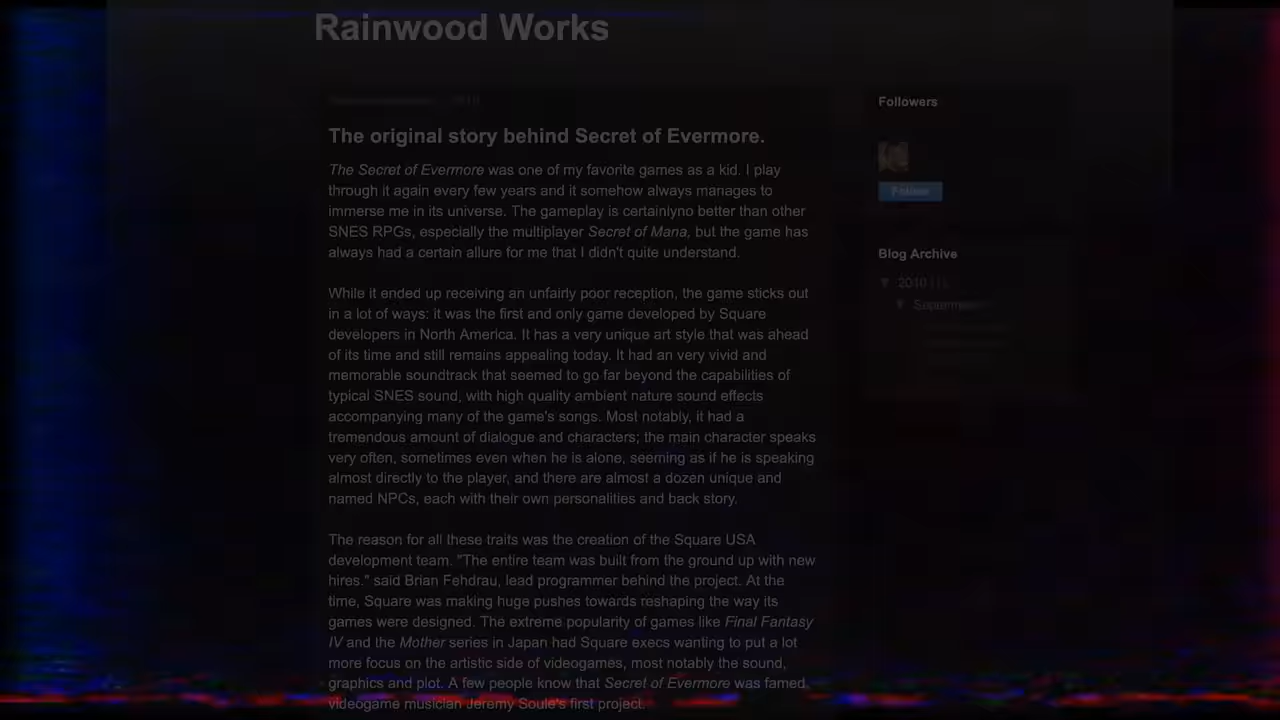 Rainwood Works
2010
The original story behind Secret of Evermore.
The Secret of Evermore was one of my favorite games as a kid. I play
through it again every few years and it somehow always manages to
immerse me in its universe. The gameplay is certainlyno better than other
SNES RPGs, especially the multiplayer Secret of Mana, but the game has
always had a certain allure for me that I didn't quite understand.
While it ended up receiving an unfairly poor reception, the game sticks out
in a lot of ways: it was the first and only game developed by Square
developers in North America. It has a very unique art style that was ahead
of its time and still remains appealing today. It had an very vivid and
memorable soundtrack that seemed to go far beyond the capabilities of
typical SNES sound, with high quality ambient nature sound effects
accompanying many of the game's songs. Most notably, it had a
tremendous amount of dialogue and characters; the main character speaks
very often, sometimes even when he is alone, seeming as if he is speaking
almost directly to the player, and there are almost a dozen unique and
named NPCs, each with their own personalities and back story.
The reason for all these traits was the creation of the Square USA
development team. "The entire team was built from the ground up with new
hires." said Brian Fehdrau, lead programmer behind the project. At the
time, Square was making huge pushes towards reshaping the way its
games were designed. The extreme popularity of games like Final Fantasy
IV and the Mother series in Japan had Square execs wanting to put a lot
more focus on the artistic side of videogames, most notably the sound,
graphics and plot. A few people know that Secret of Evermore was famed
videogame musician Jeremy Soule's first project.
Followers
Follow
Blog Archive
▼ 2010
▼ September